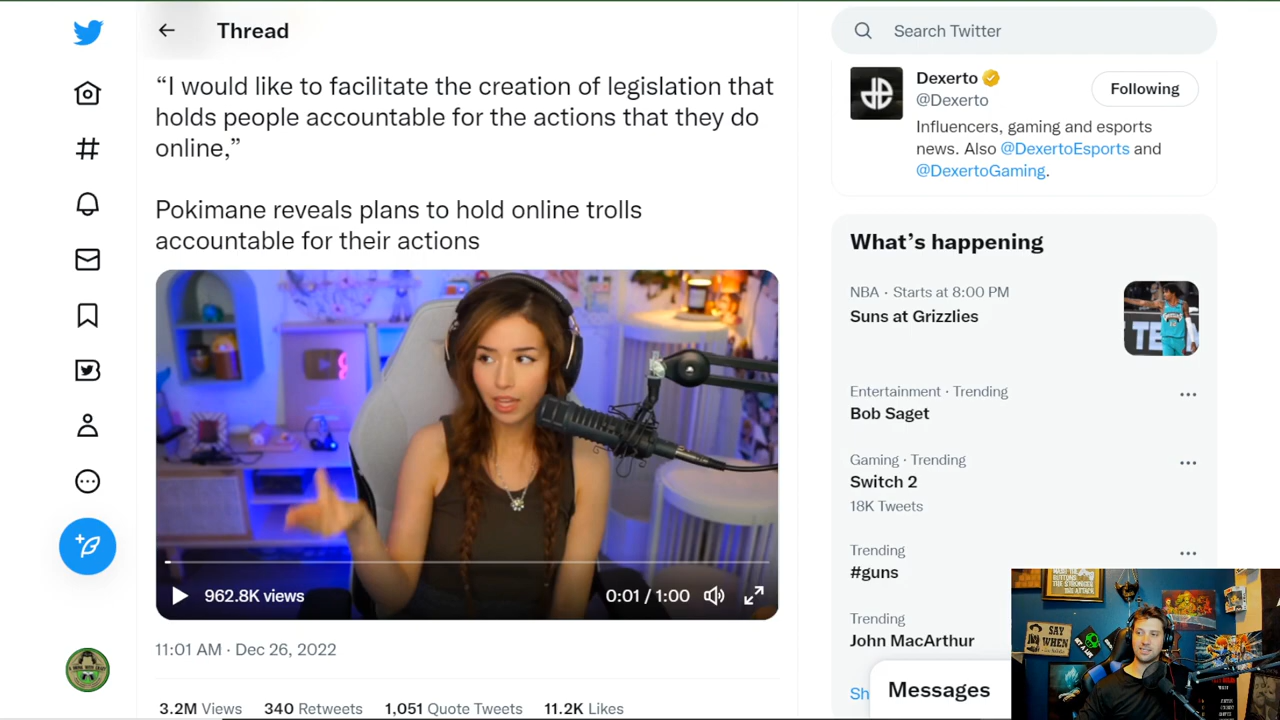 Thread
“I would like to facilitate the creation of legislation that
holds people accountable for the actions that they do
online,”
Pokimane reveals plans to hold online trolls
accountable for their actions
962.8K views
0:01 / 1:00
11:01 AM · Dec 26, 2022
3.2M Views 340 Retweets 1,051 Quote Tweets 11.2K Likes
Search Twitter
Dexerto
@Dexerto
Following
Influencers, gaming and esports
news. Also @DexertoEsports and
@DexertoGaming.
What’s happening
NBA · Starts at 8:00 PM
Suns at Grizzlies
Entertainment · Trending
Bob Saget
Gaming · Trending
Switch 2
18K Tweets
Trending
#guns
Trending
John MacArthur
Sh
Messages
SAY
WHEN